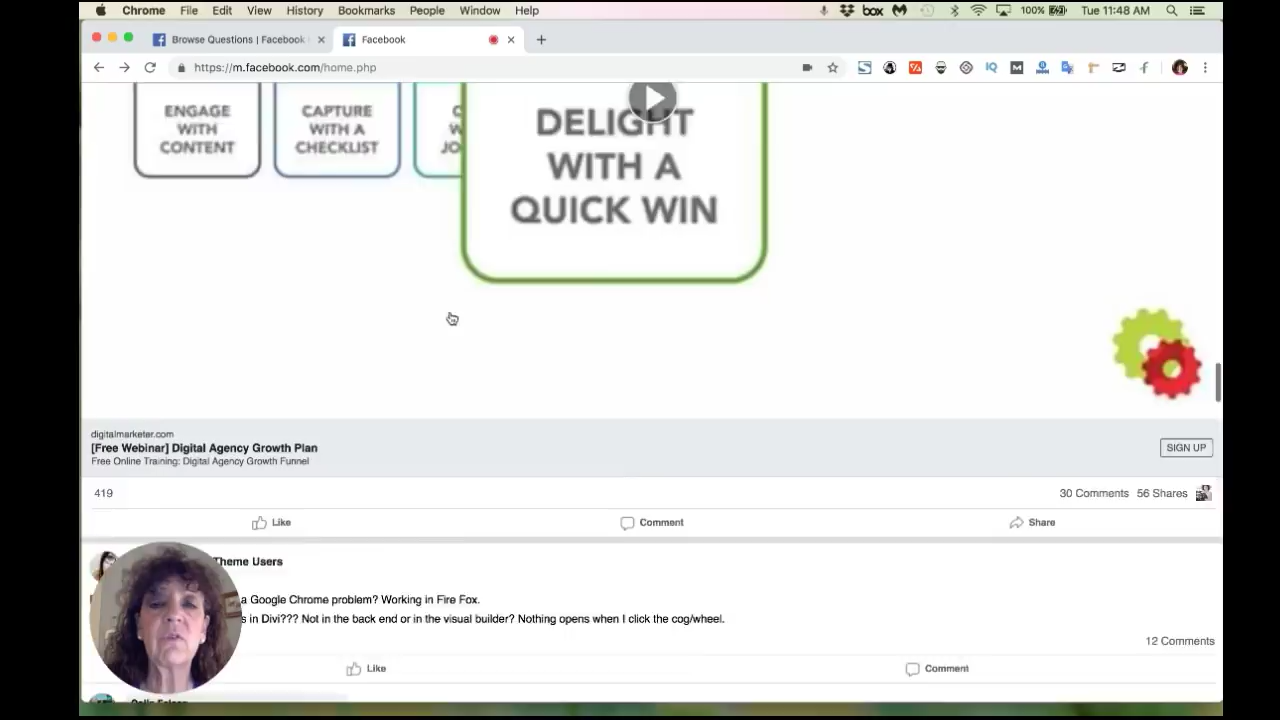 Chrome File Edit View History Bookmarks People Window Help
box 100% Tue 11:48 AM
Browse Questions | Facebook
Facebook
https://m.facebook.com/home.php
ENGAGE
WITH
CONTENT
CAPTURE
WITH A
CHECKLIST
DELIGHT
WITH A
QUICK WIN
digitalmarketer.com
[Free Webinar] Digital Agency Growth Plan
Free Online Training: Digital Agency Growth Funnel
SIGN UP
419
30 Comments 56 Shares
Like Comment Share
Theme Users
a Google Chrome problem? Working in Fire Fox.
s in Divi??? Not in the back end or in the visual builder? Nothing opens when I click the cog/wheel.
12 Comments
Like Comment